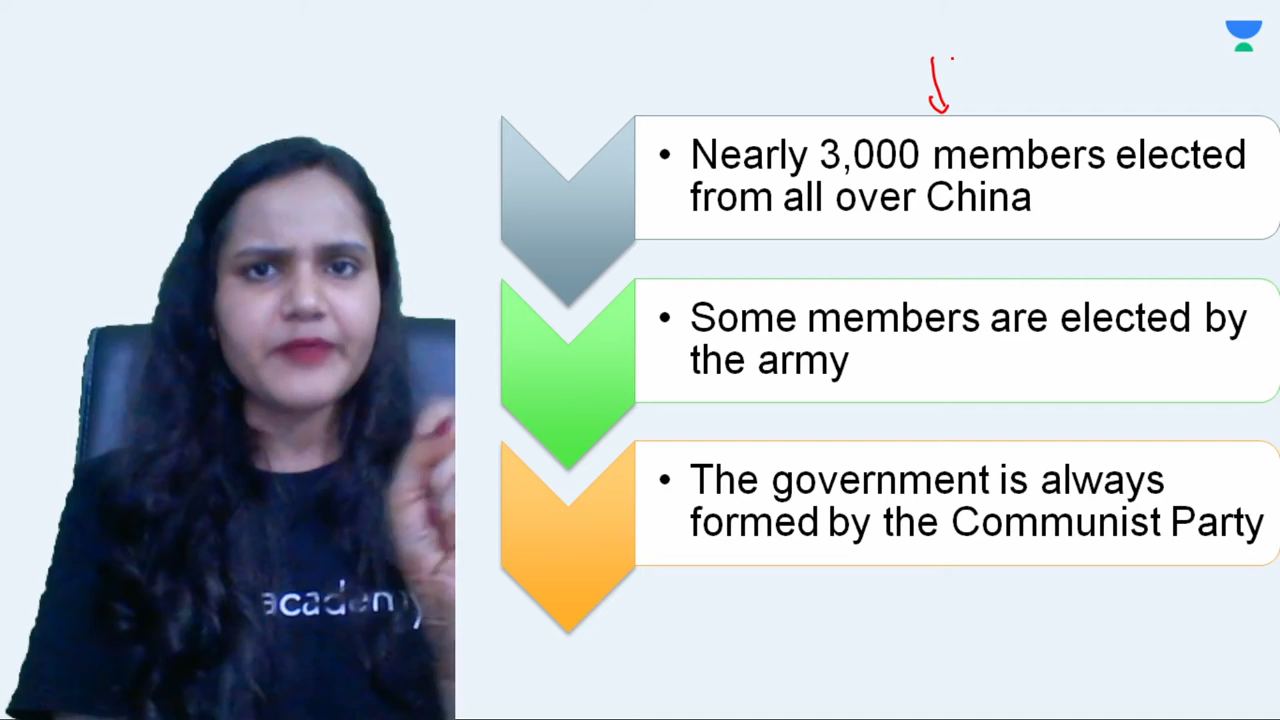 • Nearly 3,000 members elected
from all over China
• Some members are elected by
the army
• The government is always
formed by the Communist Party
academy